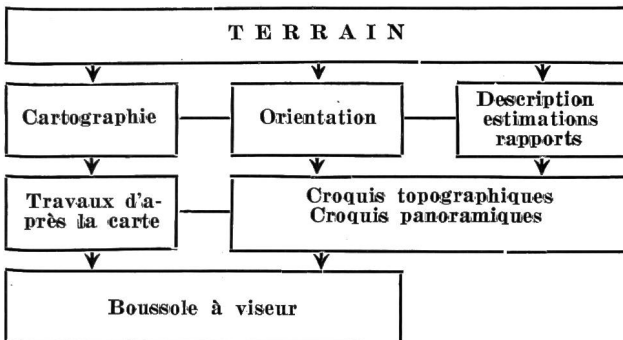 TERRAIN
Cartographie
Orientation
Description
estimations
rapports
Travaux d'a-
près la carte
Croquis topographiques
Croquis panoramiques
Boussole à viseur